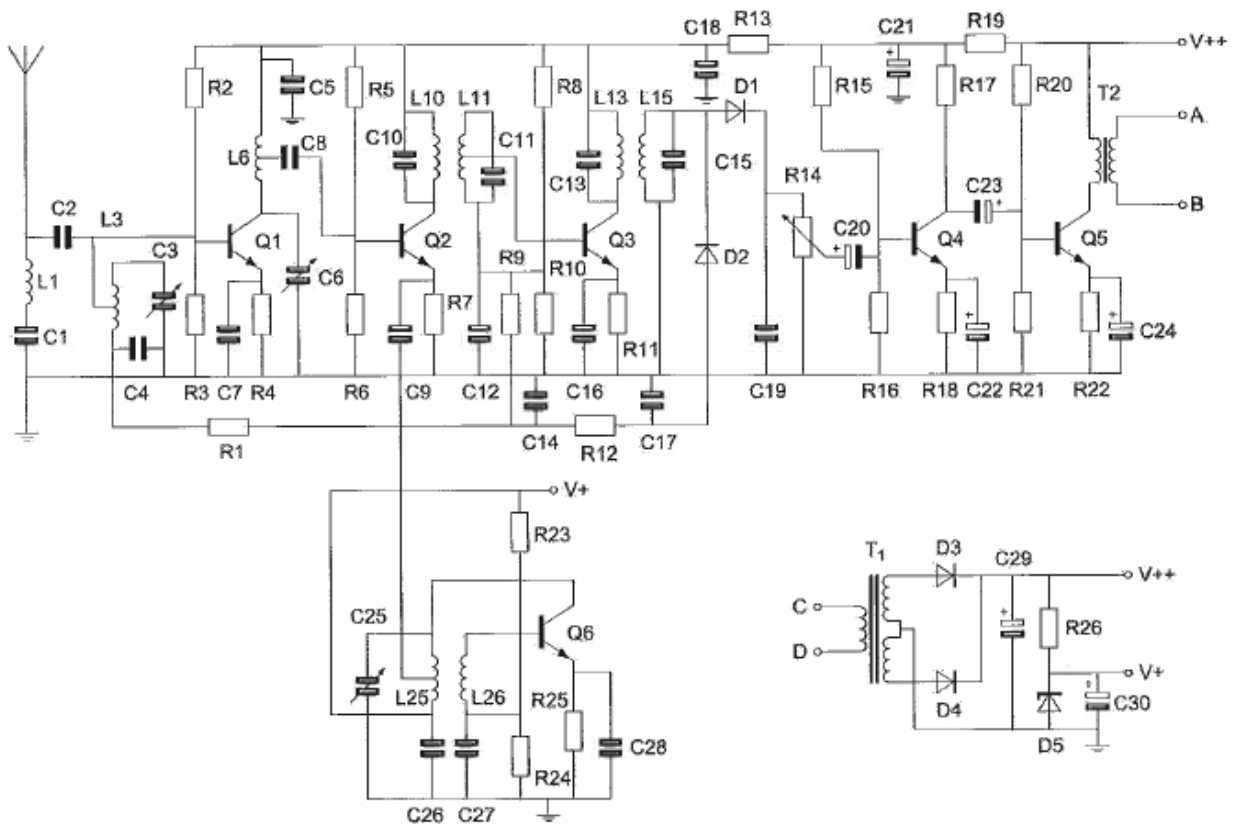 C18 R13 C21 R19
V++
R2 C5 R5 L10 L11 R8 L13 L15 D1 R15 R17 R20 T2
A
C8 C10 C11
L6 C13 C15 R14 C23
C2 L3 B
Q1 Q2 Q3 D2 Q4 Q5
C3 C6 R9 R10 C20
L1 R7
C1 R11 C24
C4 R3 C7 R4 R6 C9 C12 C16 C19 R16 R18 C22 R21 R22
R1 C14 R12 C17
V+
R23
T1 D3 C29
V++
C25 Q6 C
R26
D
V+
L25 L26 R25 D4 C30
C28 D5
R24
C26 C27